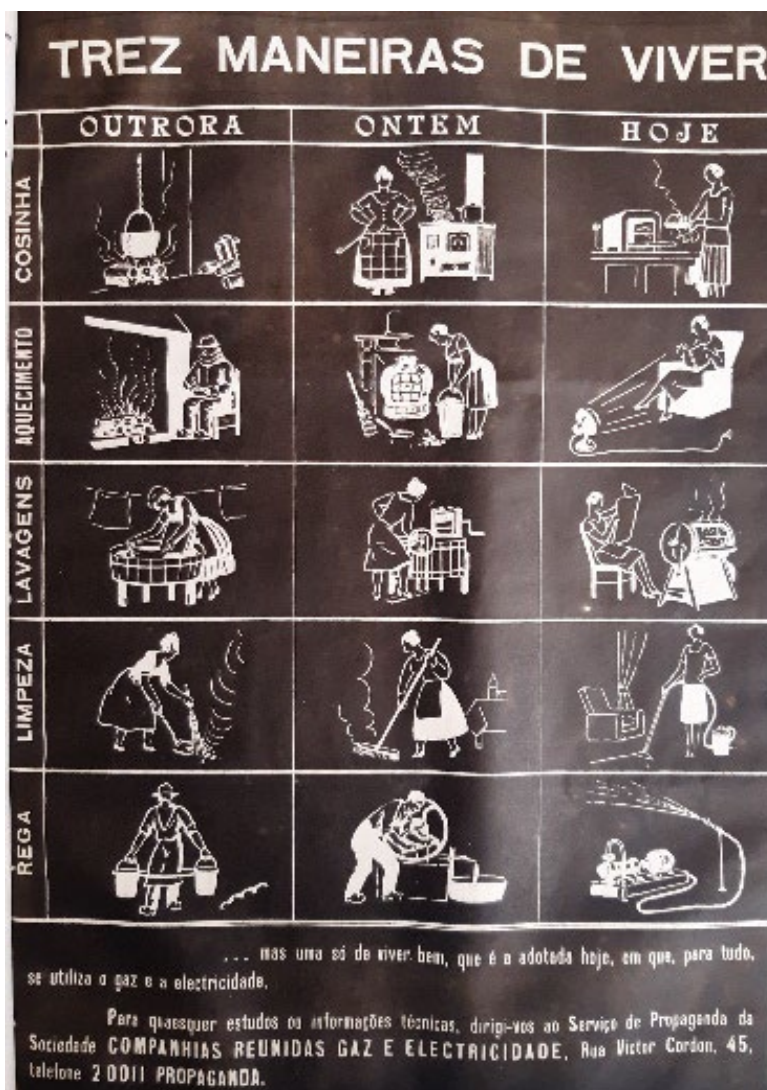 TREZ MANEIRAS DE VIVER
OUTRORA ONTEM HOJE
COSINHA
AQUECIMENTO
LAVAGENS
LIMPEZA
REGA
... mas uma só de viver bem, que é a adotada hoje, em que, para tudo,
se utiliza o gaz e a electricidade.
Para quaesquer estudos ou informações técnicas, dirigi-vos ao Serviço de Propaganda da
Sociedade COMPANHIAS REUNIDAS GAZ E ELECTRICIDADE, Rua Victor Cordon, 45,
telefone 2 0011 PROPAGANDA.